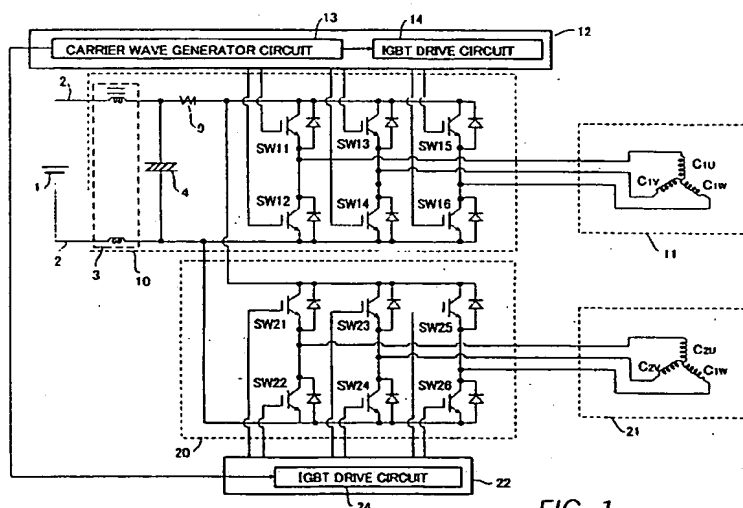 13 14
CARRIER WAVE GENERATOR CIRCUIT IGBT DRIVE CIRCUIT 12
2
9
SW11 SW13 SW15
1 4
C1U
C1V C1W
SW12 SW14 SW16
2
3 10 11
SW21 SW23 SW25
C2U
C2V C1W
SW22 SW24 SW26
20 21
IGBT DRIVE CIRCUIT 22
24
FIG. 1